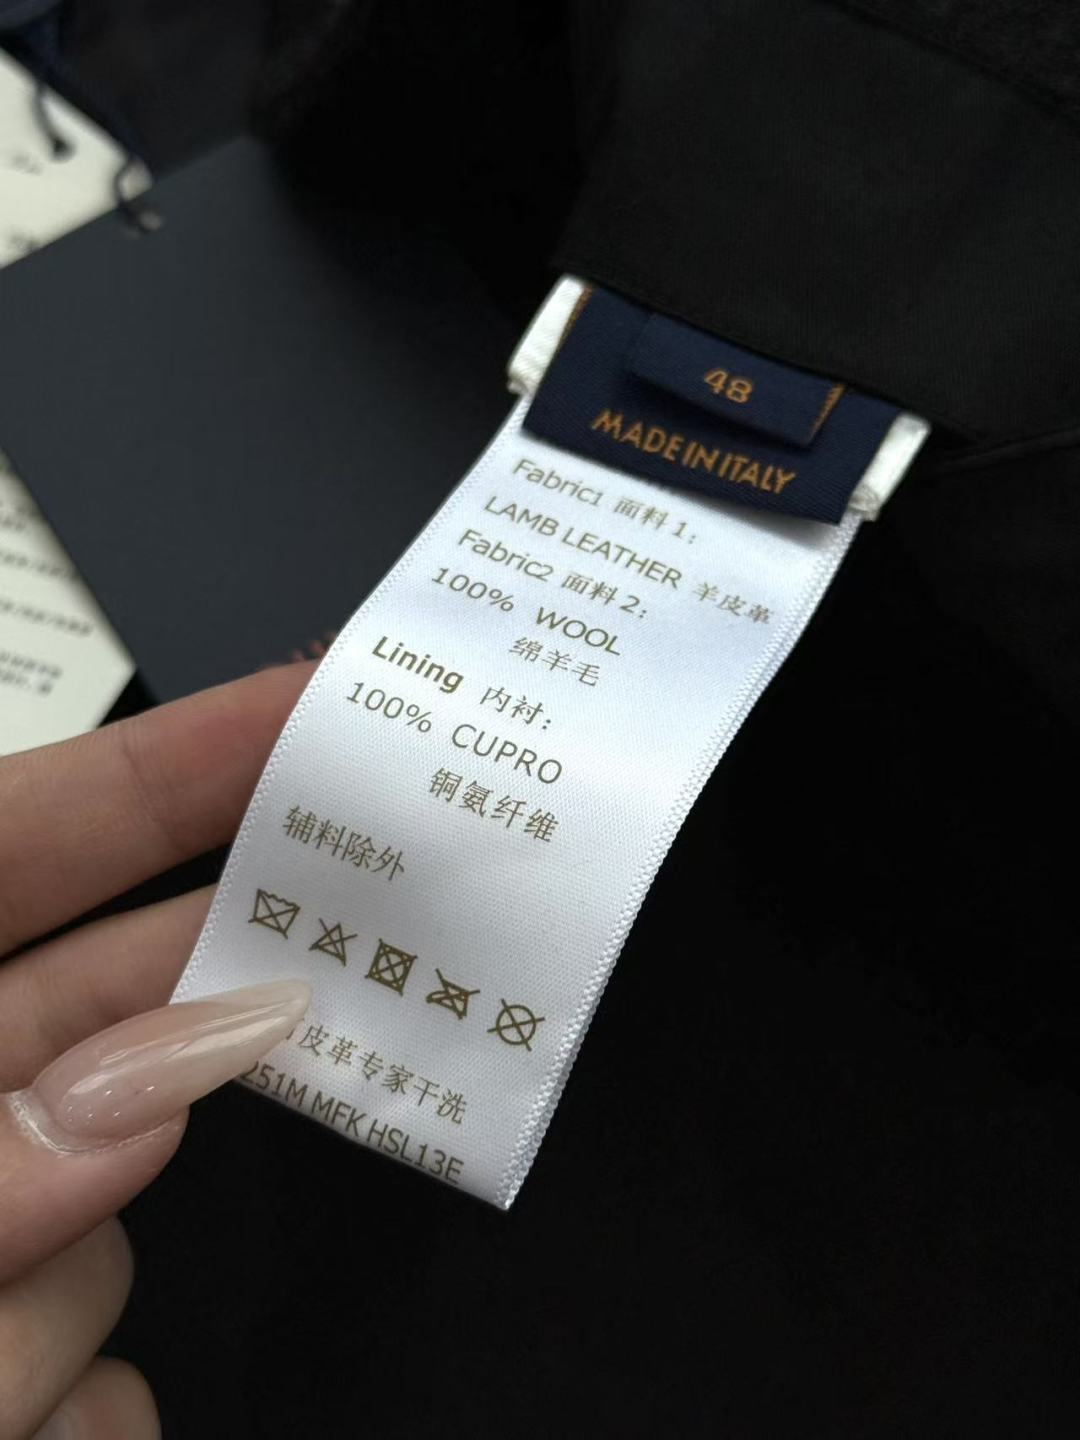 48
MADE IN ITALY
Fabric1 面料1:
LAMB LEATHER 羊皮革
Fabric2 面料2:
100% WOOL
绵羊毛
Lining 内衬:
100% CUPRO
铜氨纤维
辅料除外
皮革专家干洗
251M MFK HSL13E